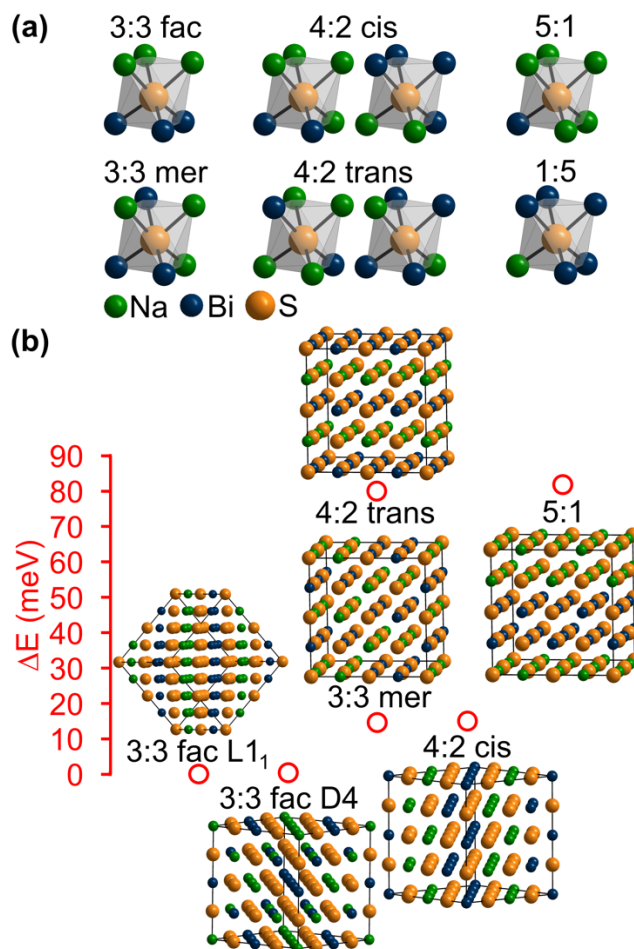 (a)
3:3 fac 4:2 cis 5:1
3:3 mer 4:2 trans 1:5
Na Bi S
(b)
90
80
70
60
50
40
30
20
10
0
ΔE (meV)
4:2 trans 5:1
3:3 mer
3:3 fac L1₁ 4:2 cis
3:3 fac D4